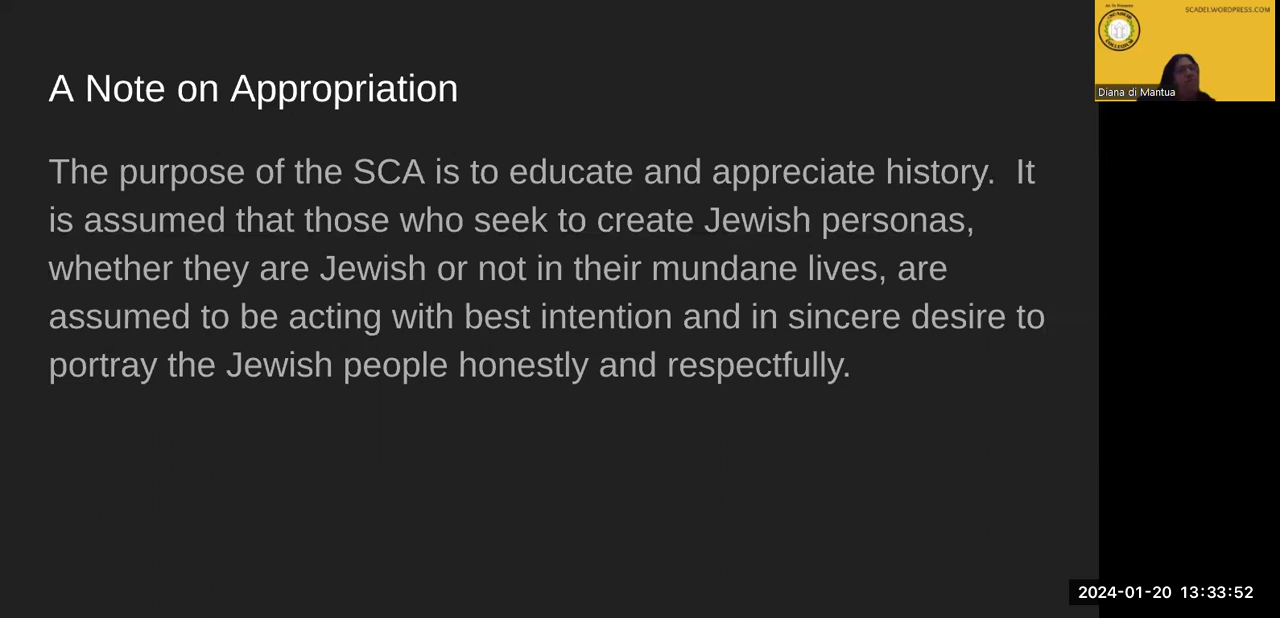 A Note on Appropriation
The purpose of the SCA is to educate and appreciate history.  It
is assumed that those who seek to create Jewish personas,
whether they are Jewish or not in their mundane lives, are
assumed to be acting with best intention and in sincere desire to
portray the Jewish people honestly and respectfully.
SCADEI.WORDPRESS.COM
Diana di Mantua
2024-01-20 13:33:52